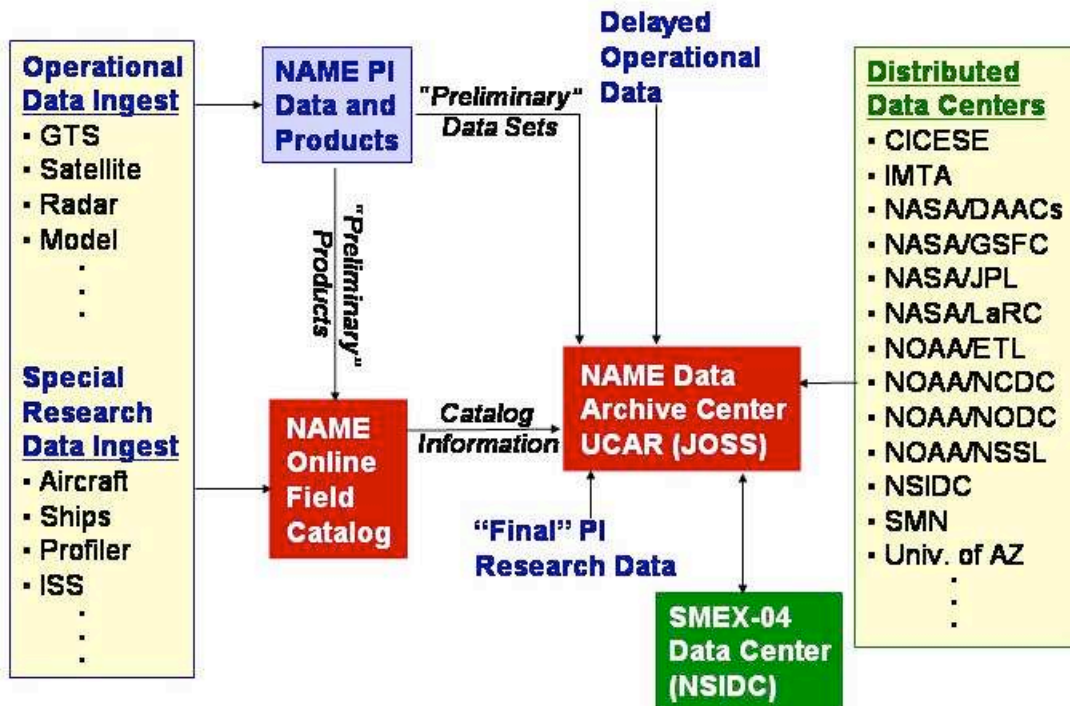 Operational
Data Ingest
▪ GTS
▪ Satellite
▪ Radar
▪ Model
Special
Research
Data Ingest
▪ Aircraft
▪ Ships
▪ Profiler
▪ ISS
NAME PI
Data and
Products
"Preliminary"
Data Sets
"Preliminary"
Products
Delayed
Operational
Data
NAME
Online
Field
Catalog
Catalog
Information
NAME Data
Archive Center
UCAR (JOSS)
“Final” PI
Research Data
SMEX-04
Data Center
(NSIDC)
Distributed
Data Centers
▪ CICESE
▪ IMTA
▪ NASA/DAACs
▪ NASA/GSFC
▪ NASA/JPL
▪ NASA/LaRC
▪ NOAA/ETL
▪ NOAA/NCDC
▪ NOAA/NODC
▪ NOAA/NSSL
▪ NSIDC
▪ SMN
▪ Univ. of AZ